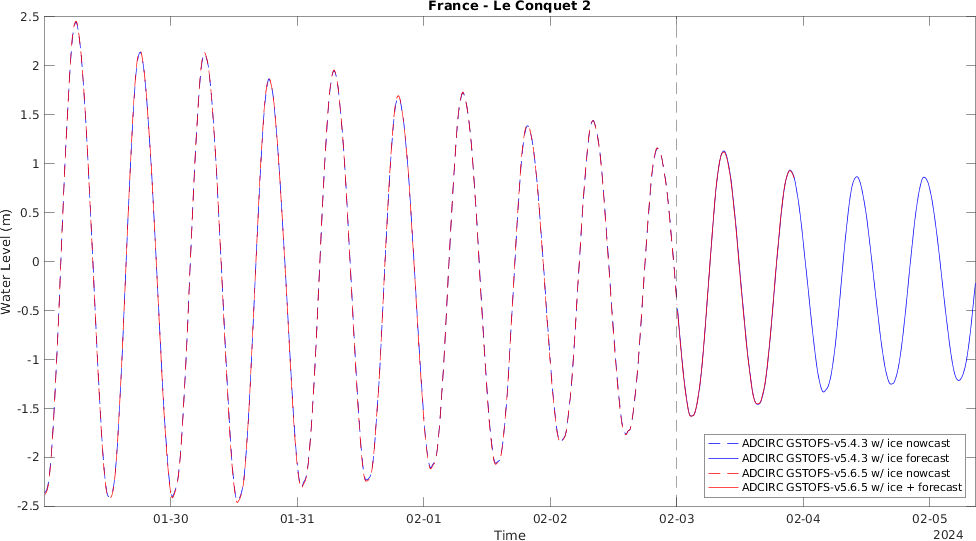 France - Le Conquet 2
2.5
2
1.5
1
0.5
0
-0.5
-1
-1.5
-2
-2.5
Water Level (m)
ADCIRC GSTOFS-v5.4.3 w/ ice nowcast
ADCIRC GSTOFS-v5.4.3 w/ ice forecast
ADCIRC GSTOFS-v5.6.5 w/ ice nowcast
ADCIRC GSTOFS-v5.6.5 w/ ice + forecast
01-30 01-31 02-01 02-02 02-03 02-04 02-05
Time
2024